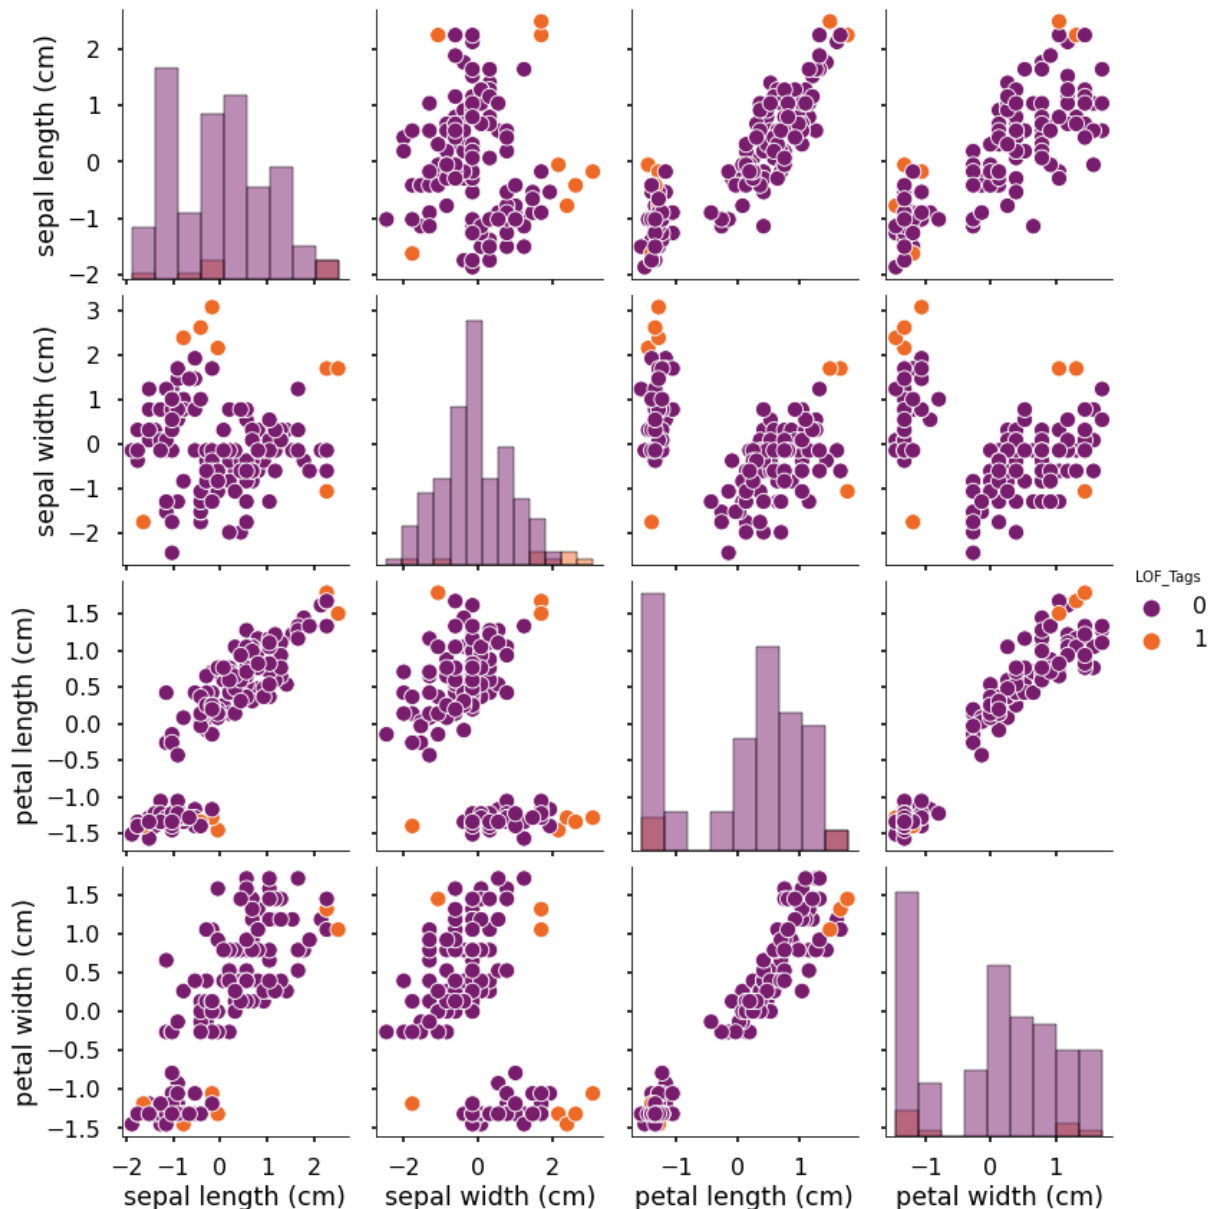 sepal length (cm)
2
1
0
−1
−2
sepal width (cm)
3
2
1
0
−1
−2
petal length (cm)
1.5
1.0
0.5
0.0
−0.5
−1.0
−1.5
petal width (cm)
1.5
1.0
0.5
0.0
−0.5
−1.0
−1.5
−2 −1 0 1 2
sepal length (cm)
−2 0 2
sepal width (cm)
−1 0 1
petal length (cm)
−1 0 1
petal width (cm)
LOF_Tags
0
1